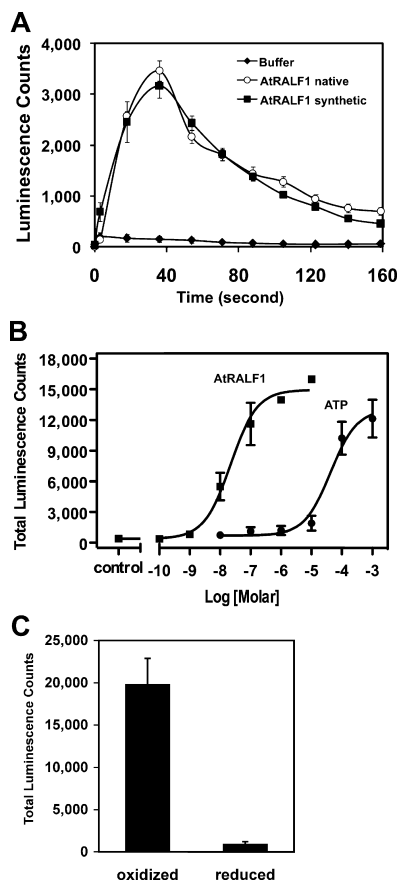 A
Luminescence Counts
4,000
3,000
2,000
1,000
0
Buffer
AtRALF1 native
AtRALF1 synthetic
0 40 80 120 160
Time (second)
B
Total Luminescence Counts
18,000
15,000
12,000
9,000
6,000
3,000
0
AtRALF1
ATP
control -10 -9 -8 -7 -6 -5 -4 -3
Log [Molar]
C
Total Luminescence Counts
25,000
20,000
15,000
10,000
5,000
0
oxidized reduced